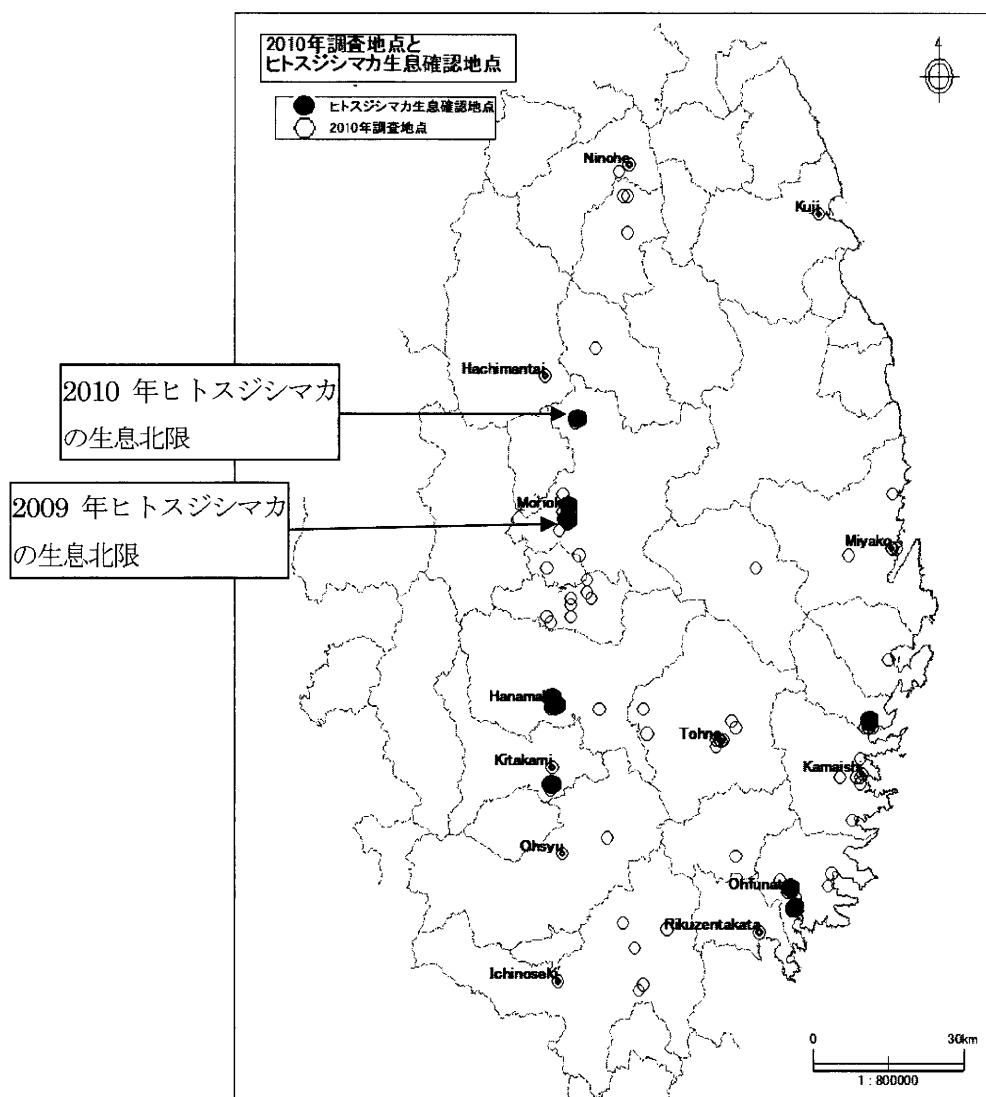 2010年調査地点と
ヒトスジシマカ生息確認地点
ヒトスジシマカ生息確認地点
2010年調査地点
Ninohe
Kuji
Hachimantai
2010 年ヒトスジシマカ
の生息北限
2009 年ヒトスジシマカ
の生息北限
Miyako
Tohno
Kitakami
Kamaishi
Ohsyu
Rikuzentakata
Ichinoseki
0 30km
1 : 800000